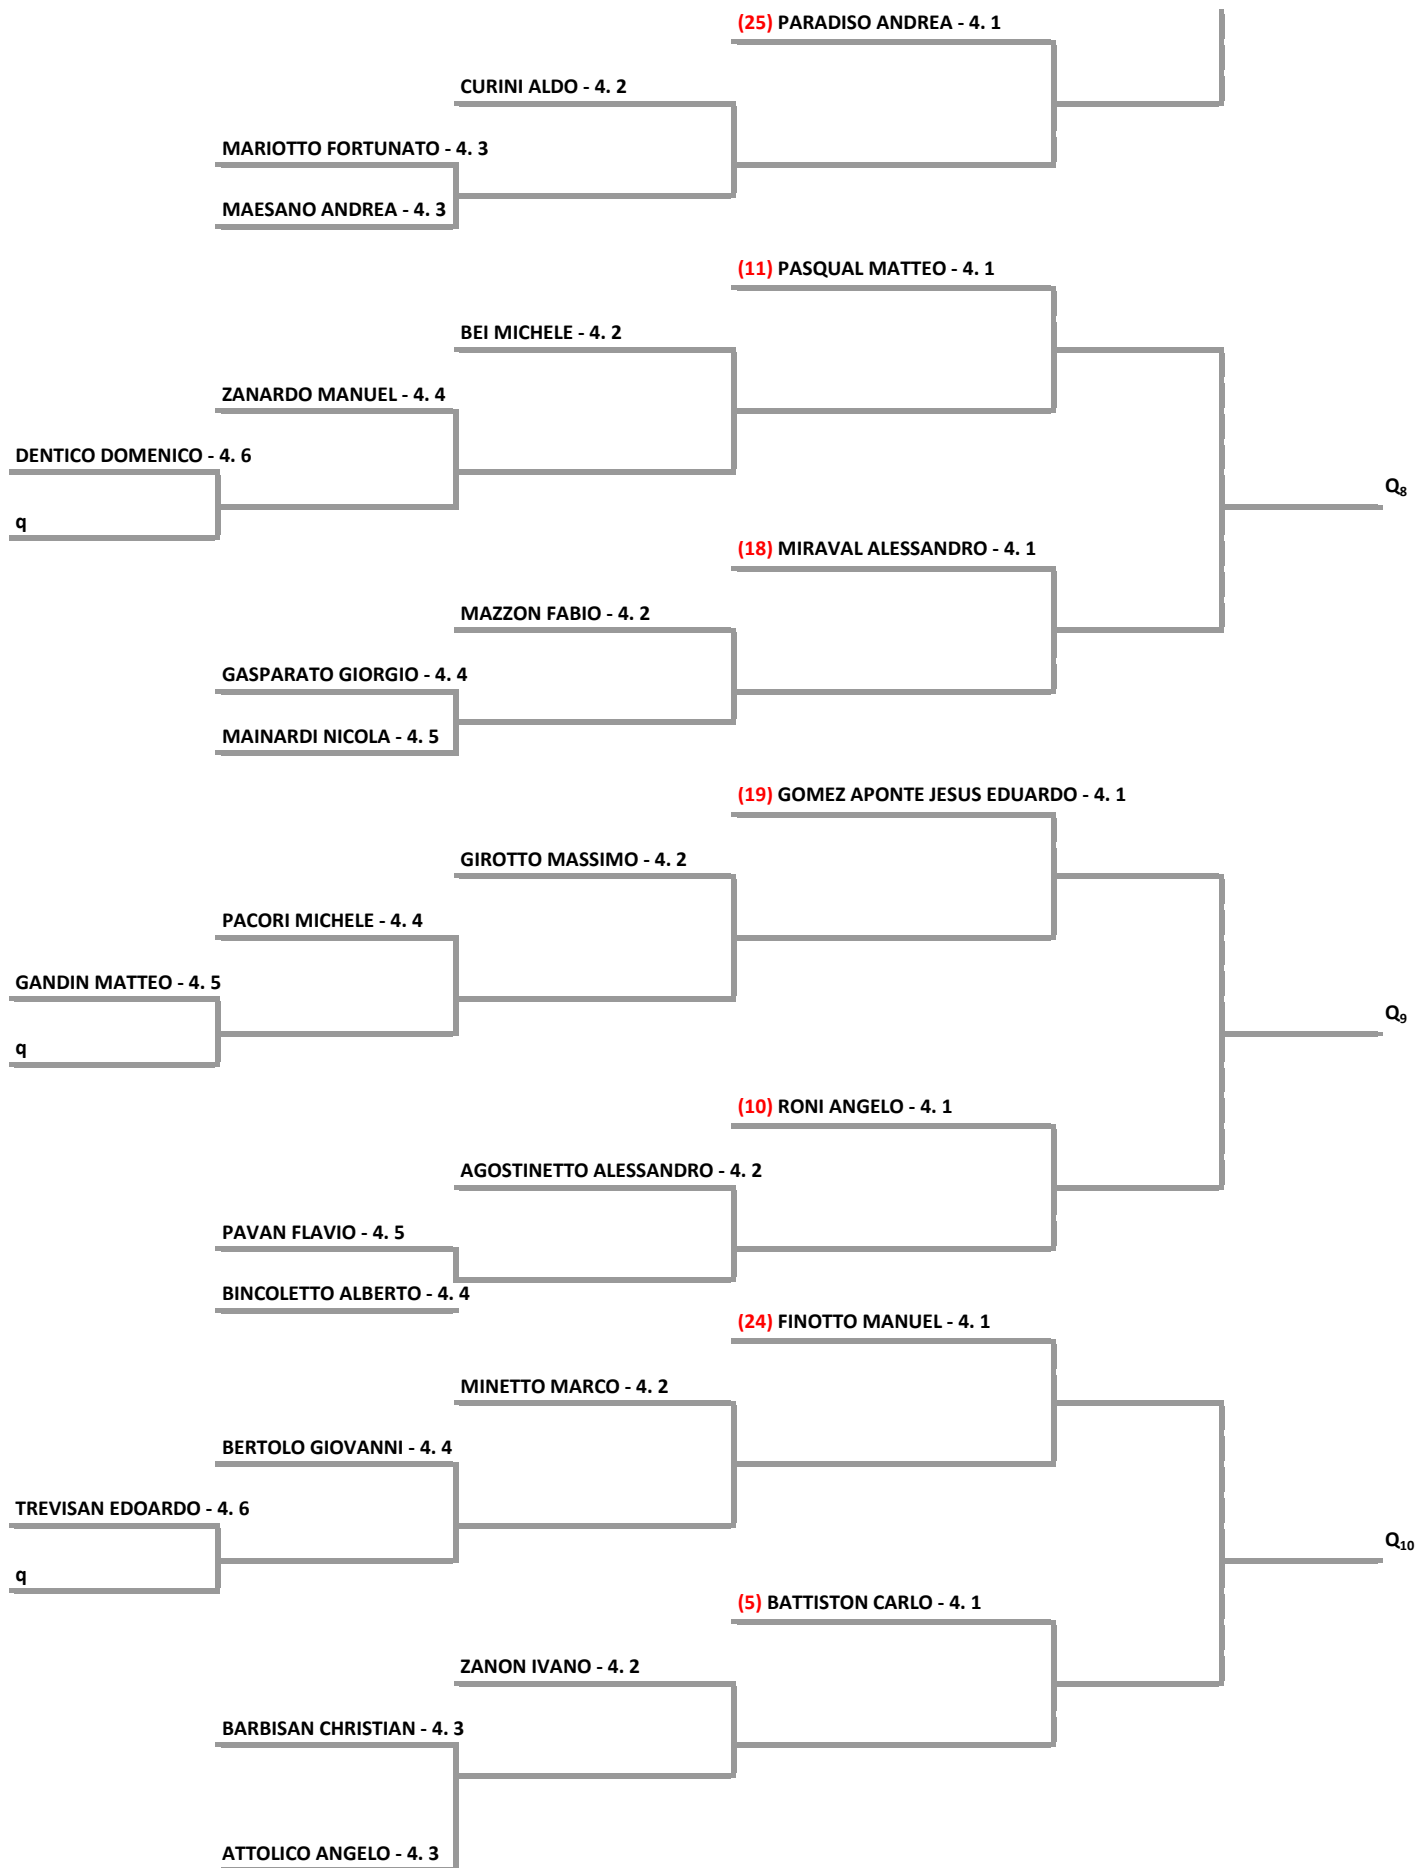 (25) PARADISO ANDREA - 4. 1
CURINI ALDO - 4. 2
MARIOTTO FORTUNATO - 4. 3
MAESANO ANDREA - 4. 3
(11) PASQUAL MATTEO - 4. 1
BEI MICHELE - 4. 2
ZANARDO MANUEL - 4. 4
DENTICO DOMENICO - 4. 6
Q8
q
(18) MIRAVAL ALESSANDRO - 4. 1
MAZZON FABIO - 4. 2
GASPARATO GIORGIO - 4. 4
MAINARDI NICOLA - 4. 5
(19) GOMEZ APONTE JESUS EDUARDO - 4. 1
GIROTTO MASSIMO - 4. 2
PACORI MICHELE - 4. 4
GANDIN MATTEO - 4. 5
Q9
q
(10) RONI ANGELO - 4. 1
AGOSTINETTO ALESSANDRO - 4. 2
PAVAN FLAVIO - 4. 5
BINCOLETTO ALBERTO - 4. 4
(24) FINOTTO MANUEL - 4. 1
MINETTO MARCO - 4. 2
BERTOLO GIOVANNI - 4. 4
TREVISAN EDOARDO - 4. 6
Q10
q
(5) BATTISTON CARLO - 4. 1
ZANON IVANO - 4. 2
BARBISAN CHRISTIAN - 4. 3
ATTOLICO ANGELO - 4. 3